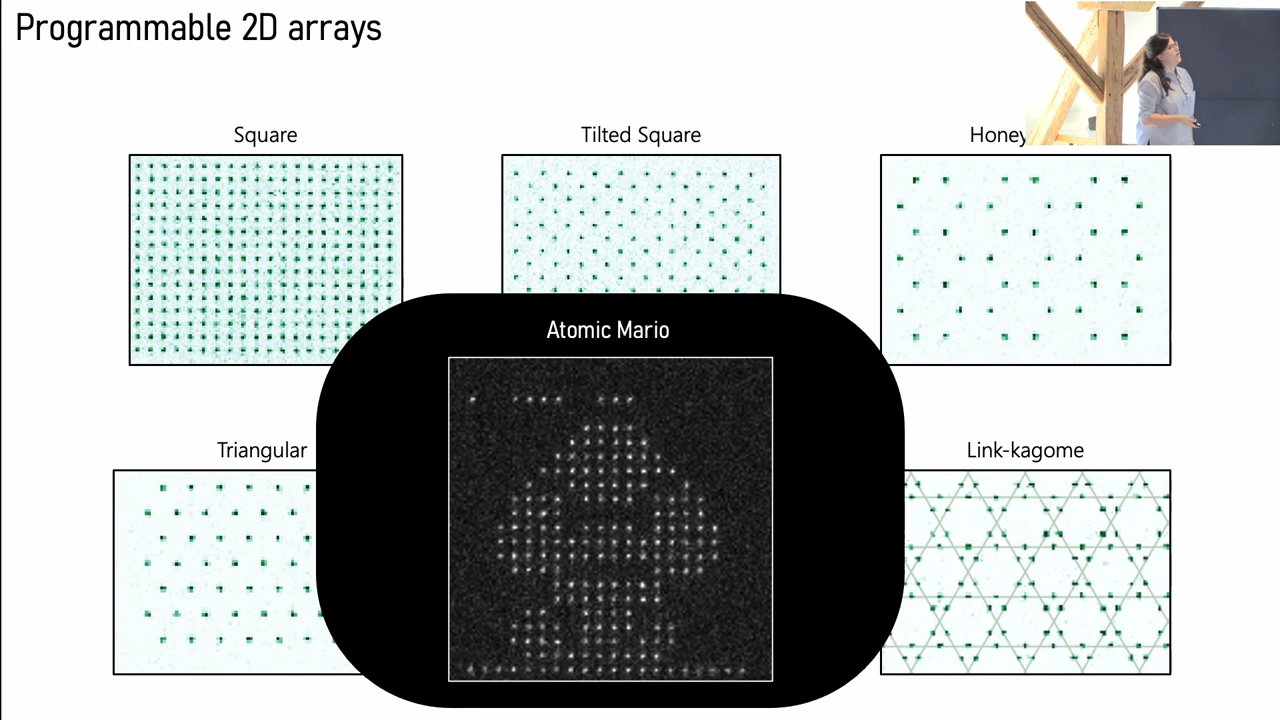 Programmable 2D arrays
Square
Tilted Square
Honey
Atomic Mario
Triangular
Link-kagome